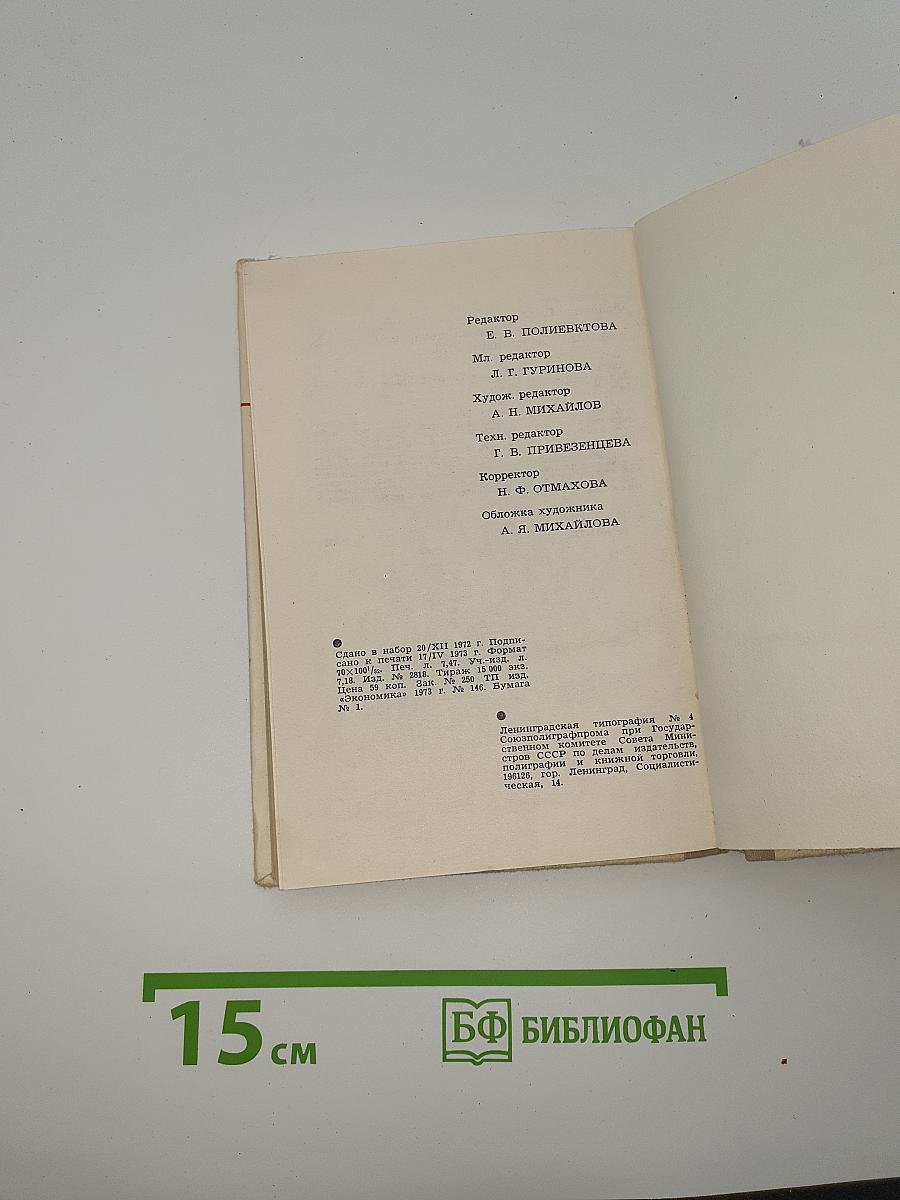 Редактор
Е. В. ПОЛИЕВКТОВА
Мл. редактор
Л. Г. ГУРИНОВА
Худож. редактор
А. Н. МИХАЙЛОВ
Техн. редактор
Г. В. ПРИВЕЗЕНЦЕВА
Корректор
Н. Ф. ОТМАХОВА
Обложка художника
А. Я. МИХАЙЛОВА
Сдано в набор 20/XII 1972 г. Подпи-
сано к печати 17/IV 1973 г. Формат
70×100¹/₃₂. Печ. л. 7,47. Уч.-изд. л.
7,18. Изд. № 2818. Тираж 15 000 экз.
Цена 59 коп. Зак. № 250 ТП изд.
«Экономика» 1973 г. № 146. Бумага
№ 1.
Ленинградская типография № 4
Союзполиграфпрома при Государ-
ственном комитете Совета Мини-
стров СССР по делам издательств,
полиграфии и книжной торговли,
196126, гор. Ленинград, Социалисти-
ческая, 14.
15 см
БФ БИБЛИОФАН